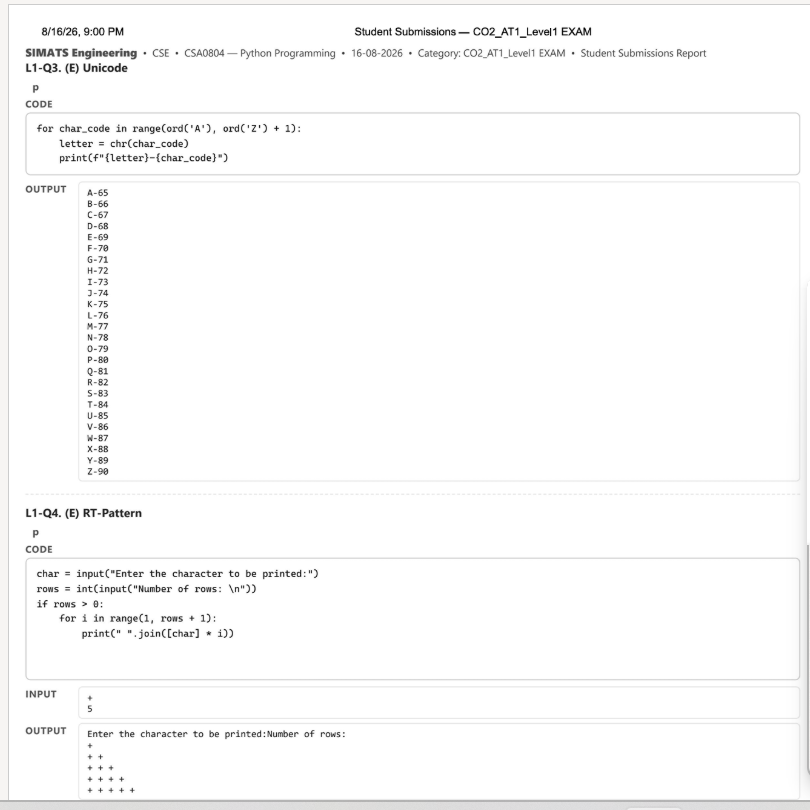 8/16/26, 9:00 PM Student Submissions — CO2_AT1_Level1 EXAM
SIMATS Engineering • CSE • CSA0804 — Python Programming • 16-08-2026 • Category: CO2_AT1_Level1 EXAM • Student Submissions Report
L1-Q3. (E) Unicode
p
CODE
for char_code in range(ord('A'), ord('Z') + 1):
    letter = chr(char_code)
    print(f"{letter}-{char_code}")
OUTPUT
A-65
B-66
C-67
D-68
E-69
F-70
G-71
H-72
I-73
J-74
K-75
L-76
M-77
N-78
O-79
P-80
Q-81
R-82
S-83
T-84
U-85
V-86
W-87
X-88
Y-89
Z-90
L1-Q4. (E) RT-Pattern
p
CODE
char = input("Enter the character to be printed:")
rows = int(input("Number of rows: \n"))
if rows > 0:
    for i in range(1, rows + 1):
        print(" ".join([char] * i))
INPUT
+
5
OUTPUT
Enter the character to be printed:Number of rows:
+
+ +
+ + +
+ + + +
+ + + + +